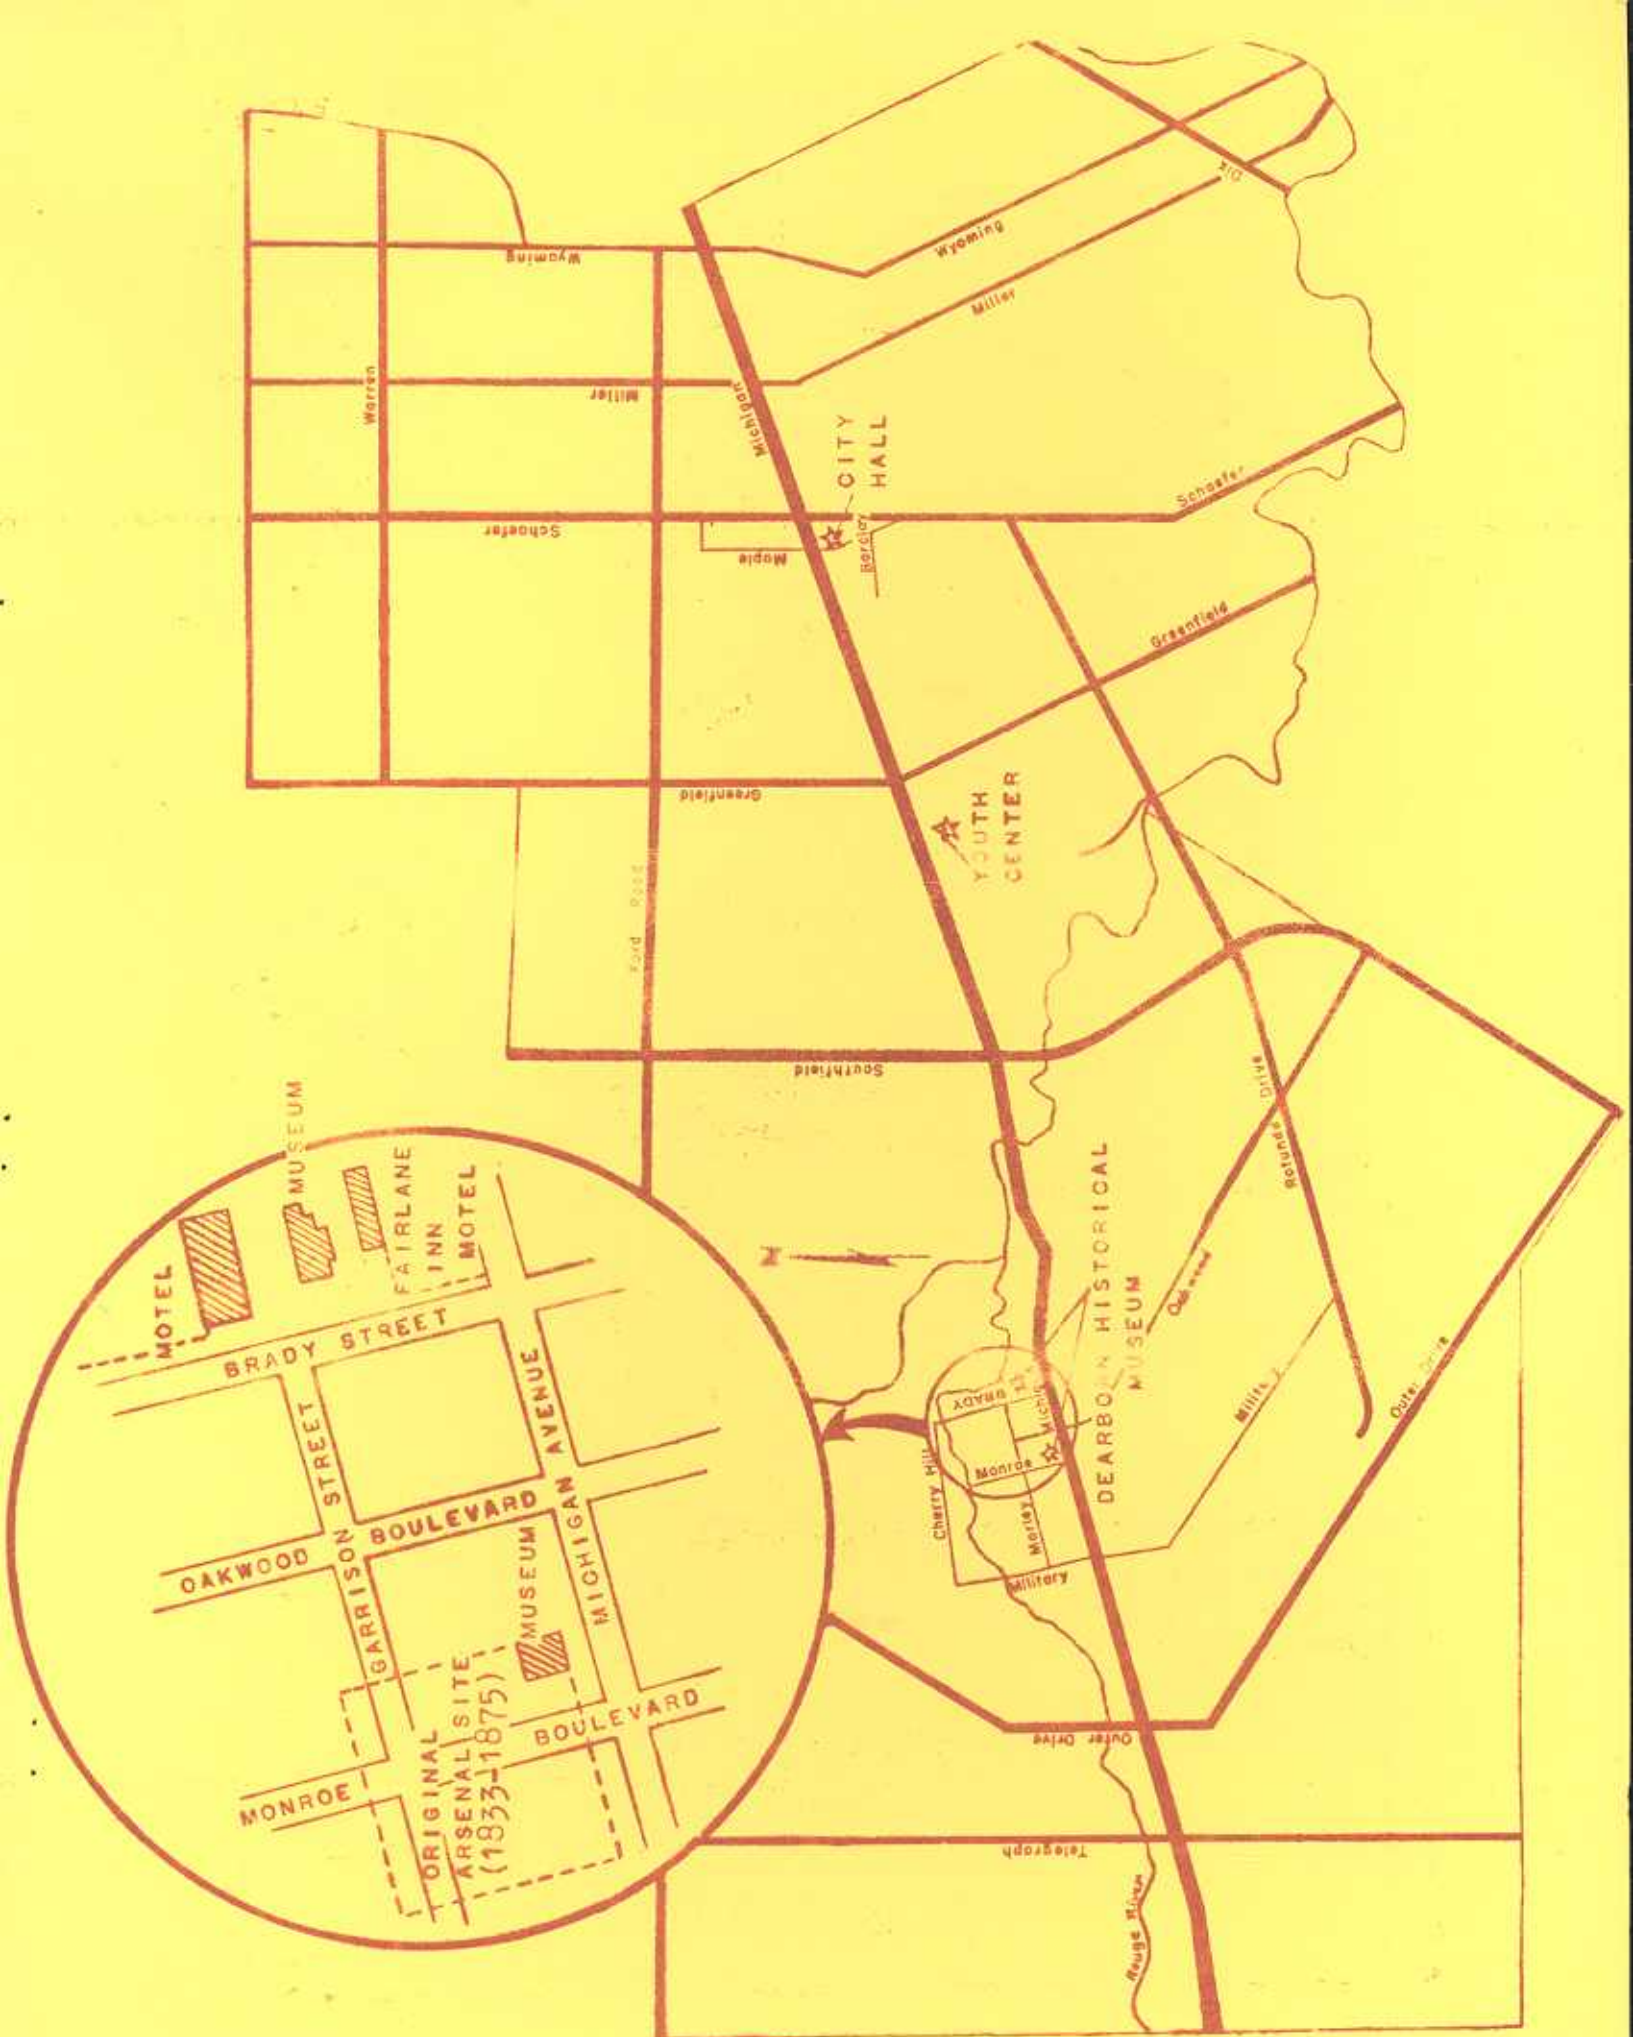 MOTEL
MUSEUM
FAIRLANE
INN
MOTEL
BRADY STREET
GARRISON STREET
OAKWOOD BOULEVARD
MICHIGAN AVENUE
MUSEUM
MONROE BOULEVARD
ORIGINAL
ARSENAL SITE
(1833-1875)
Warren
Wyoming
Miller
Schaefer
Maple
Michigan
CITY
HALL
Wyoming
Miller
Dix
Schaefer
Greenfield
Greenfield
Ford Road
YOUTH
CENTER
Southfield
N
Rotunda Drive
Oakwood
DEARBORN HISTORICAL
MUSEUM
BRADY
Michigan
Monroe
Cherry Hill
Morley
Military
Military
Outer Drive
Outer Drive
Telegraph
Rouge River